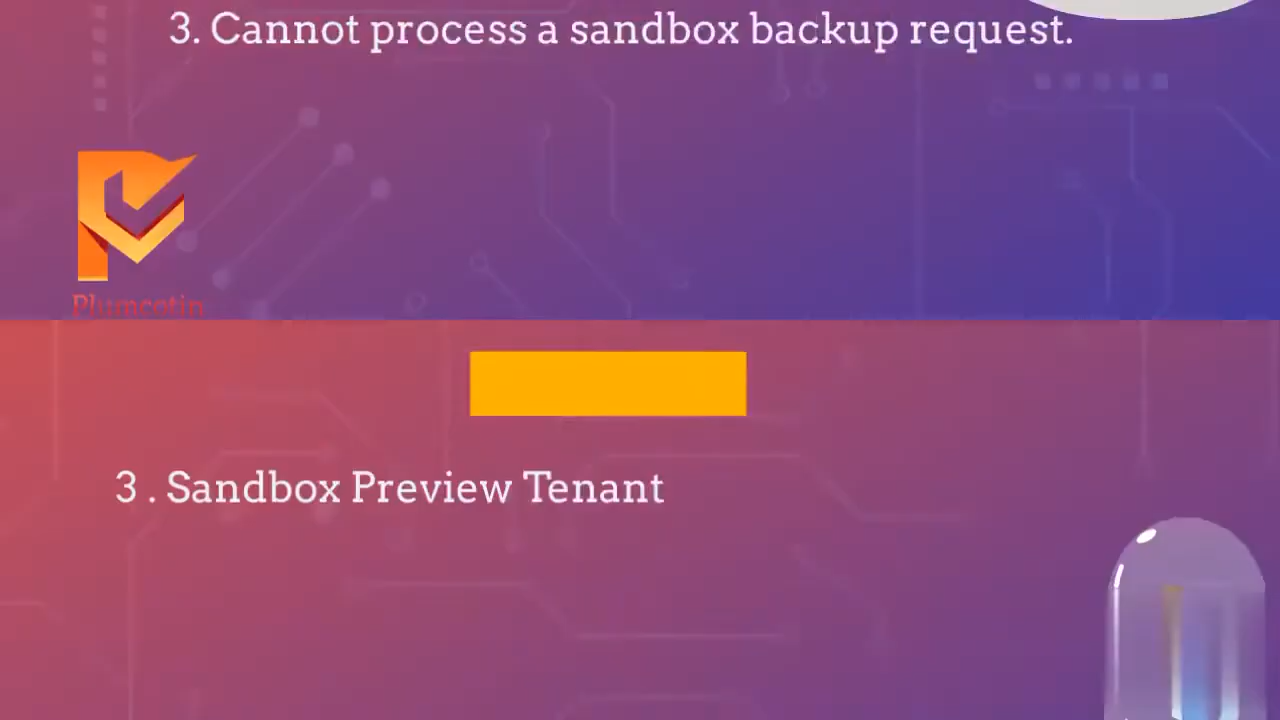 3. Cannot process a sandbox backup request.
Plumcotin
3 . Sandbox Preview Tenant